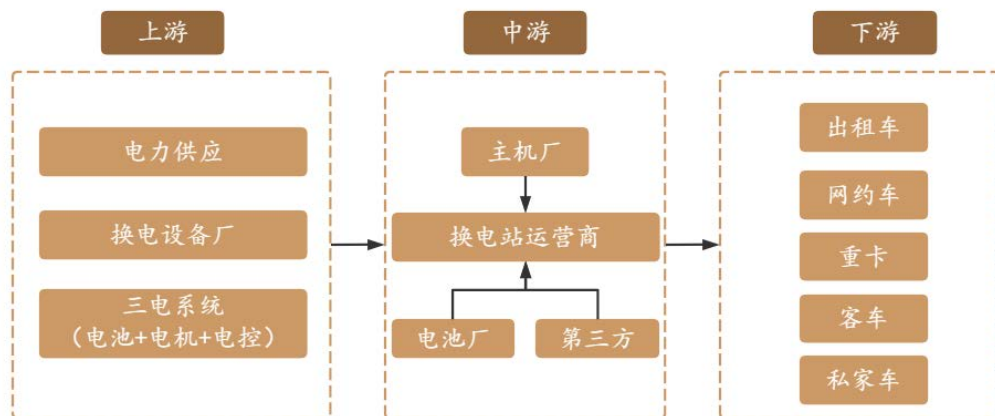 上游
电力供应
换电设备厂
三电系统
（电池+电机+电控）
中游
主机厂
换电站运营商
电池厂
第三方
下游
出租车
网约车
重卡
客车
私家车